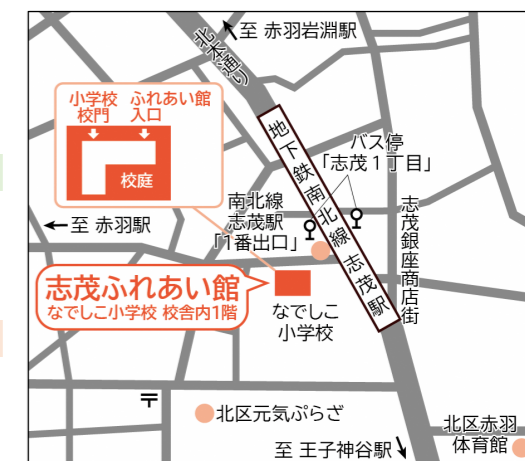 至 赤羽岩淵駅
北本通り
小学校
校門
ふれあい館
入口
校庭
地下鉄南北線 志茂駅
バス停
「志茂1丁目」
南北線
志茂駅
「1番出口」
至 赤羽駅
志茂銀座商店街
志茂ふれあい館
なでしこ小学校 校舎内1階
なでしこ
小学校
〒
北区元気ぷらざ
北区赤羽
体育館
至 王子神谷駅